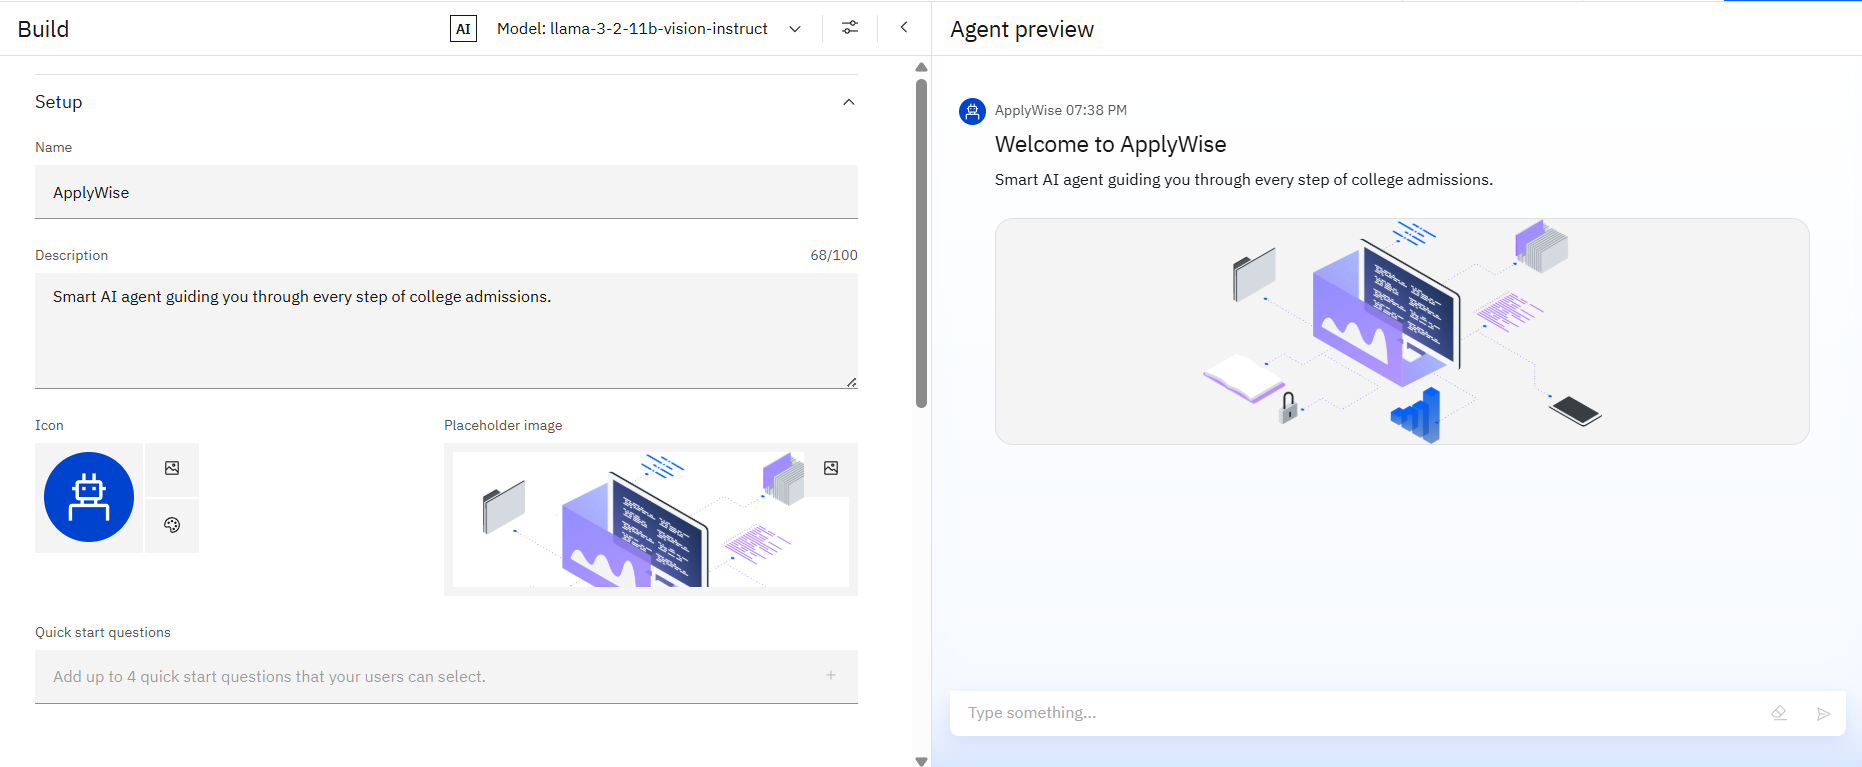 Build
AI
Model: llama-3-2-11b-vision-instruct
Setup
Name
ApplyWise
Description
68/100
Smart AI agent guiding you through every step of college admissions.
Icon
Placeholder image
Quick start questions
Add up to 4 quick start questions that your users can select.
Agent preview
ApplyWise 07:38 PM
Welcome to ApplyWise
Smart AI agent guiding you through every step of college admissions.
Type something...